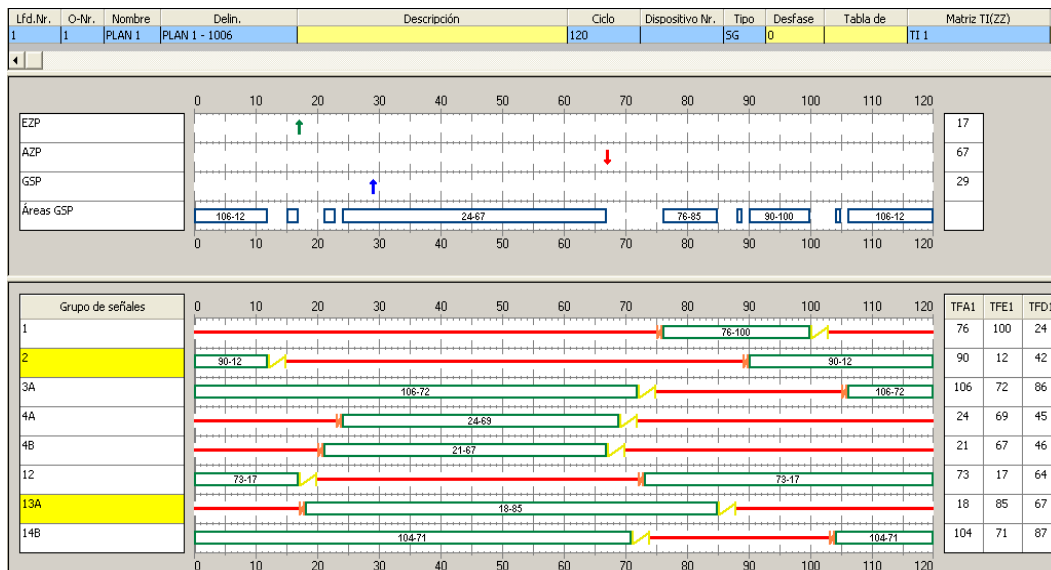 Lfd.Nr. O-Nr. Nombre Delin. Descripción Ciclo Dispositivo Nr. Tipo Desfase Tabla de Matriz TI(ZZ)
1 1 PLAN 1 PLAN 1 - 1006 120 SG 0 TI 1
0 10 20 30 40 50 60 70 80 90 100 110 120
EZP 17
AZP 67
GSP 29
Áreas GSP 106-12 24-67 76-85 90-100 106-12
0 10 20 30 40 50 60 70 80 90 100 110 120
Grupo de señales 0 10 20 30 40 50 60 70 80 90 100 110 120 TFA1 TFE1 TFD1
1 76-100 76 100 24
2 90-12 90-12 90 12 42
3A 106-72 106-72 106 72 86
4A 24-69 24 69 45
4B 21-67 21 67 46
12 73-17 73-17 73 17 64
13A 18-85 18 85 67
14B 104-71 104-71 104 71 87
0 10 20 30 40 50 60 70 80 90 100 110 120